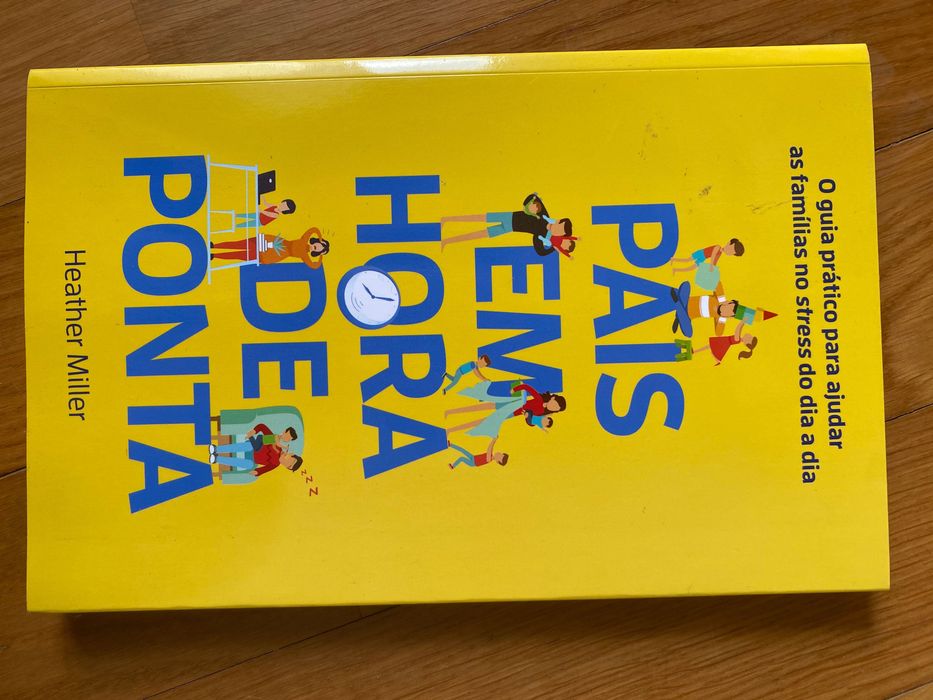 O guia prático para ajudar
as famílias no stress do dia a dia
PAIS
EM
HORA
DE
PONTA
z z z
Heather Miller